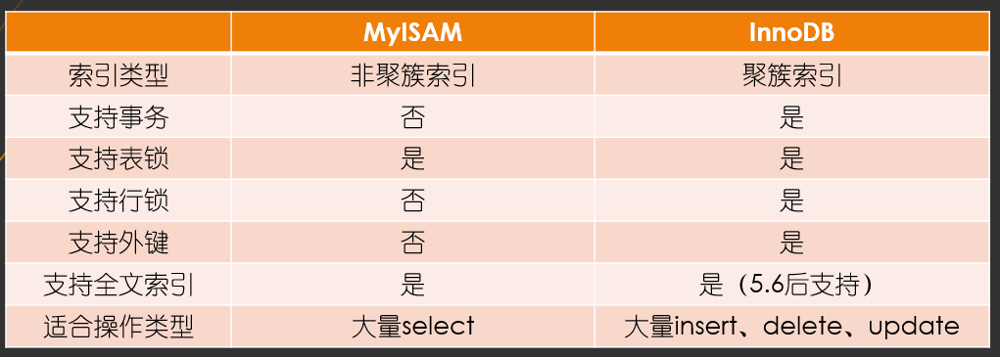 MyISAM InnoDB
索引类型 非聚簇索引 聚簇索引
支持事务 否 是
支持表锁 是 是
支持行锁 否 是
支持外键 否 是
支持全文索引 是 是（5.6后支持）
适合操作类型 大量select 大量insert、delete、update